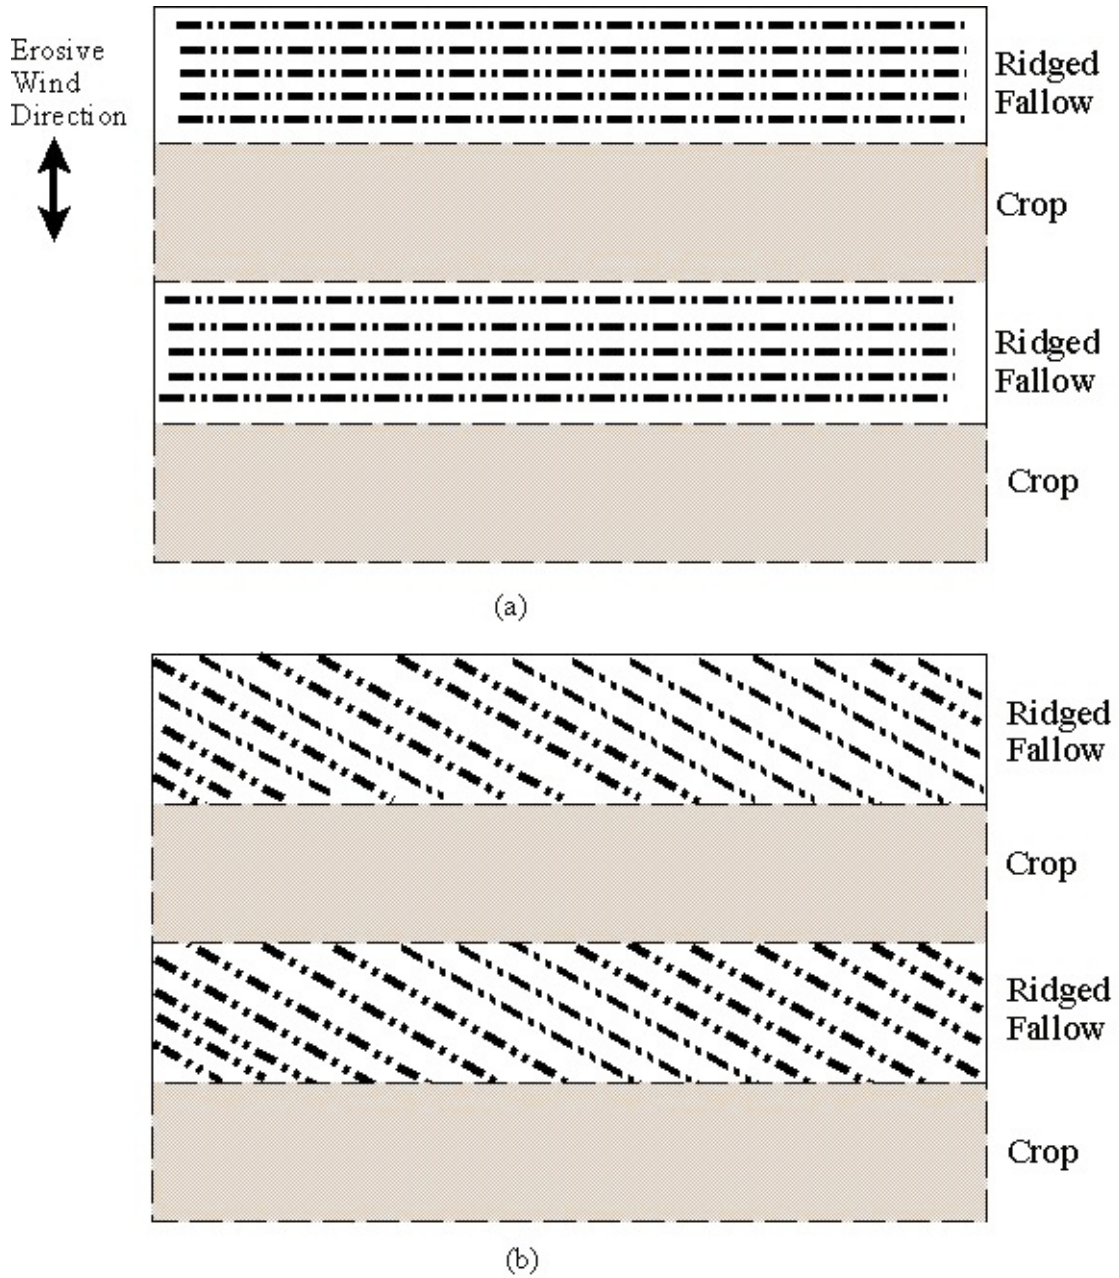 Erosive
Wind
Direction
Ridged
Fallow
Crop
Ridged
Fallow
Crop
(a)
Ridged
Fallow
Crop
Ridged
Fallow
Crop
(b)